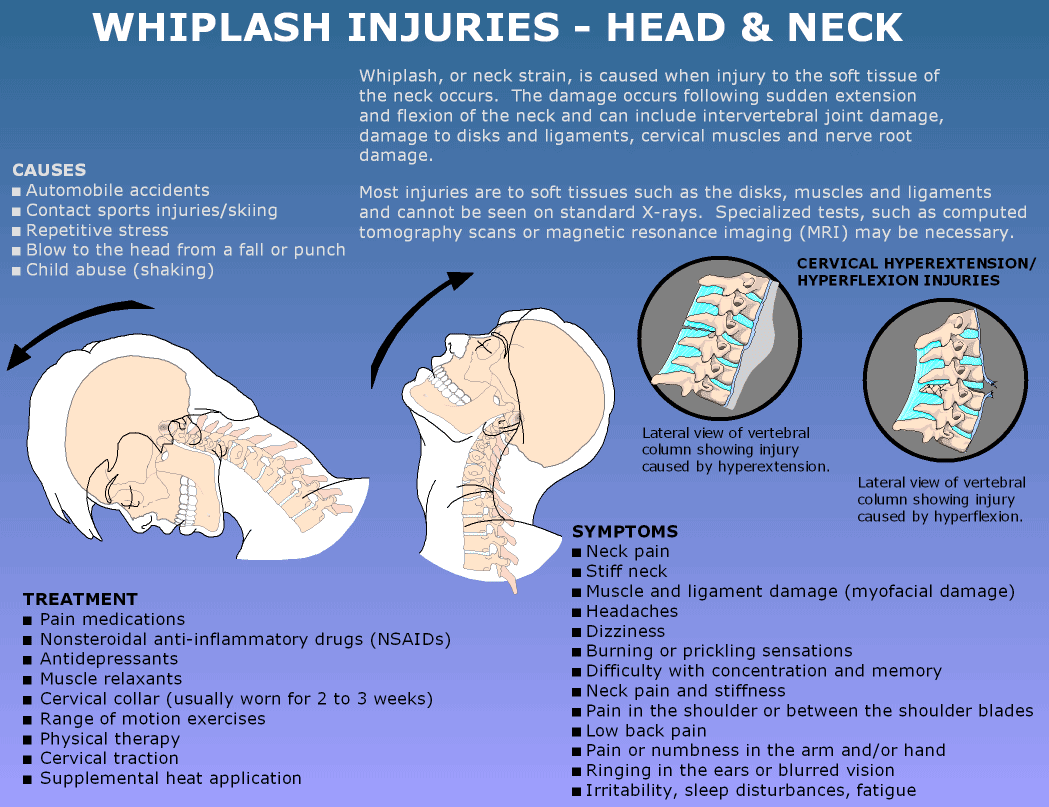 WHIPLASH INJURIES - HEAD & NECK
Whiplash, or neck strain, is caused when injury to the soft tissue of
the neck occurs.  The damage occurs following sudden extension
and flexion of the neck and can include intervertebral joint damage,
damage to disks and ligaments, cervical muscles and nerve root
damage.
Most injuries are to soft tissues such as the disks, muscles and ligaments
and cannot be seen on standard X-rays.  Specialized tests, such as computed
tomography scans or magnetic resonance imaging (MRI) may be necessary.
CAUSES
■ Automobile accidents
■ Contact sports injuries/skiing
■ Repetitive stress
■ Blow to the head from a fall or punch
■ Child abuse (shaking)
CERVICAL HYPEREXTENSION/
HYPERFLEXION INJURIES
Lateral view of vertebral
column showing injury
caused by hyperextension.
Lateral view of vertebral
column showing injury
caused by hyperflexion.
TREATMENT
■ Pain medications
■ Nonsteroidal anti-inflammatory drugs (NSAIDs)
■ Antidepressants
■ Muscle relaxants
■ Cervical collar (usually worn for 2 to 3 weeks)
■ Range of motion exercises
■ Physical therapy
■ Cervical traction
■ Supplemental heat application
SYMPTOMS
■ Neck pain
■ Stiff neck
■ Muscle and ligament damage (myofacial damage)
■ Headaches
■ Dizziness
■ Burning or prickling sensations
■ Difficulty with concentration and memory
■ Neck pain and stiffness
■ Pain in the shoulder or between the shoulder blades
■ Low back pain
■ Pain or numbness in the arm and/or hand
■ Ringing in the ears or blurred vision
■ Irritability, sleep disturbances, fatigue